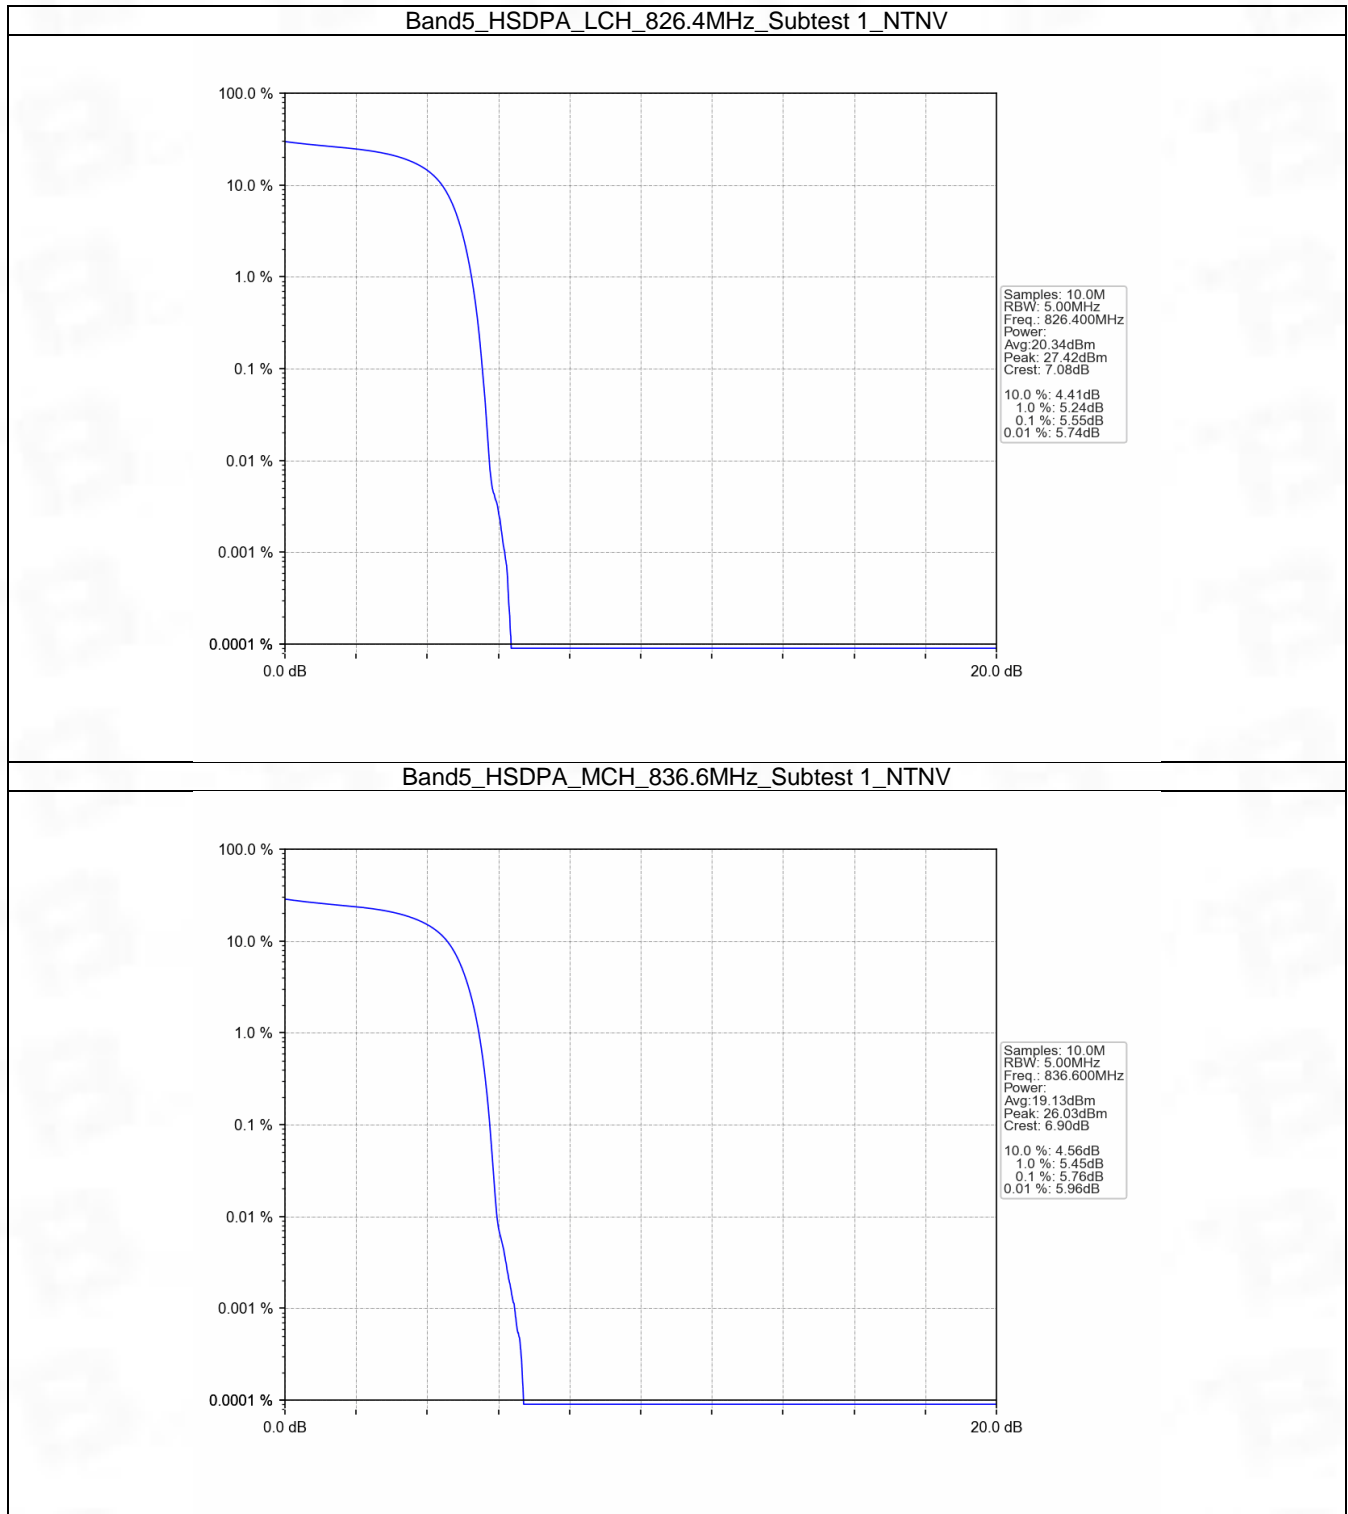 Band5_HSDPA_LCH_826.4MHz_Subtest 1_NTNV
100.0 %
10.0 %
1.0 %
0.1 %
0.01 %
0.001 %
0.0001 %
0.0 dB
20.0 dB
Samples: 10.0M
RBW: 5.00MHz
Freq.: 826.400MHz
Power:
Avg:20.34dBm
Peak: 27.42dBm
Crest: 7.08dB
10.0 %: 4.41dB
1.0 %: 5.24dB
0.1 %: 5.55dB
0.01 %: 5.74dB
Band5_HSDPA_MCH_836.6MHz_Subtest 1_NTNV
100.0 %
10.0 %
1.0 %
0.1 %
0.01 %
0.001 %
0.0001 %
0.0 dB
20.0 dB
Samples: 10.0M
RBW: 5.00MHz
Freq.: 836.600MHz
Power:
Avg:19.13dBm
Peak: 26.03dBm
Crest: 6.90dB
10.0 %: 4.56dB
1.0 %: 5.45dB
0.1 %: 5.76dB
0.01 %: 5.96dB